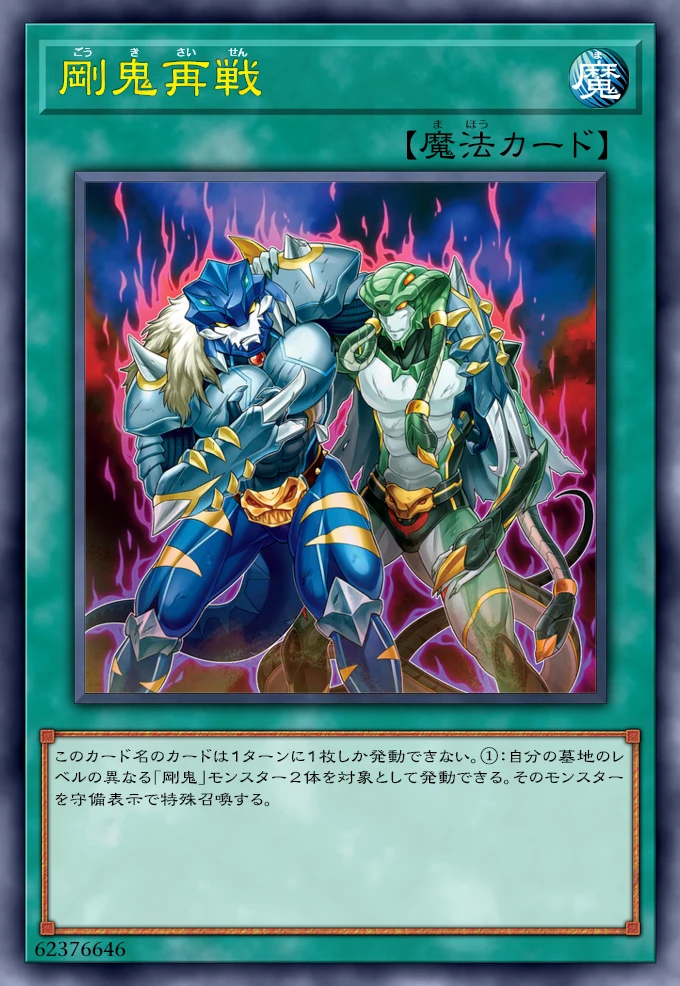 ごう き さい せん
剛鬼再戦
魔
ま
ま ほう
【魔法カード】
このカード名のカードは1ターンに1枚しか発動できない。①:自分の墓地のレ
ベルの異なる「剛鬼」モンスター2体を対象として発動できる。そのモンスター
を守備表示で特殊召喚する。
62376646